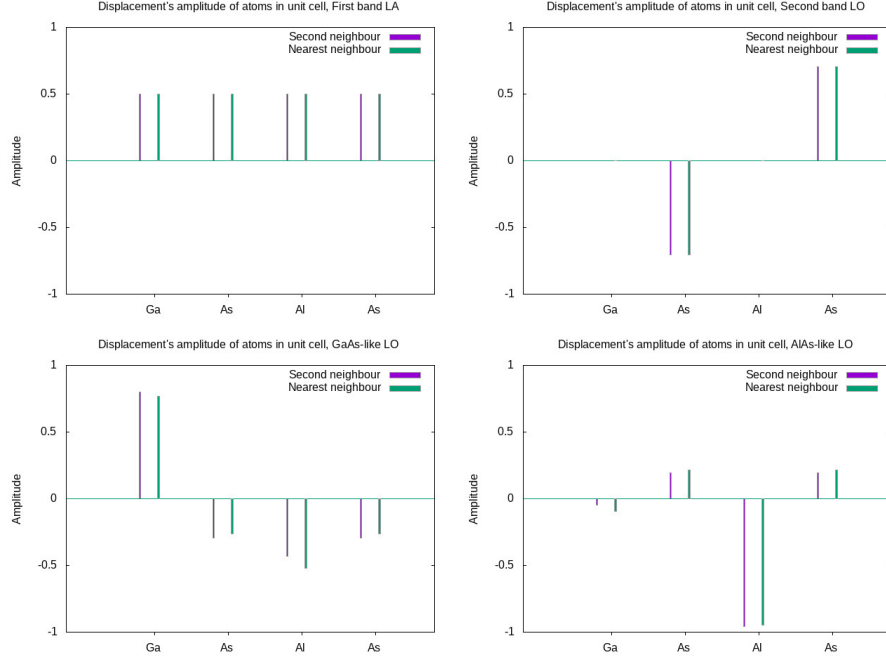 Displacement's amplitude of atoms in unit cell, First band LA
Second neighbour
Nearest neighbour
Amplitude
1
0.5
0
-0.5
-1
Ga As Al As
Displacement's amplitude of atoms in unit cell, Second band LO
Second neighbour
Nearest neighbour
Amplitude
1
0.5
0
-0.5
-1
Ga As Al As
Displacement's amplitude of atoms in unit cell, GaAs-like LO
Second neighbour
Nearest neighbour
Amplitude
1
0.5
0
-0.5
-1
Ga As Al As
Displacement's amplitude of atoms in unit cell, AlAs-like LO
Second neighbour
Nearest neighbour
Amplitude
1
0.5
0
-0.5
-1
Ga As Al As